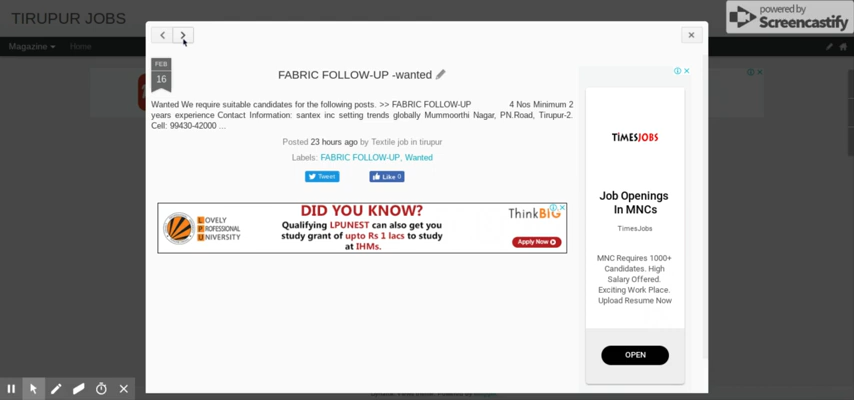 TIRUPUR JOBS
powered by
Screencastify
Magazine
Home
FEB
16
FABRIC FOLLOW-UP -wanted
Wanted We require suitable candidates for the following posts. >> FABRIC FOLLOW-UP 4 Nos Minimum 2
years experience Contact Information: santex inc setting trends globally Mummoorthi Nagar, PN.Road, Tirupur-2.
Cell: 99430-42000 ...
Posted 23 hours ago by Textile job in tirupur
Labels: FABRIC FOLLOW-UP, Wanted
Tweet
Like 0
LOVELY
PROFESSIONAL
UNIVERSITY
DID YOU KNOW?
Qualifying LPUNEST can also get you
study grant of upto Rs 1 lacs to study
at IHMs.
ThinkBIG
Apply Now
TIMESJOBS
Job Openings
In MNCs
TimesJobs
MNC Requires 1000+
Candidates. High
Salary Offered.
Exciting Work Place.
Upload Resume Now
OPEN